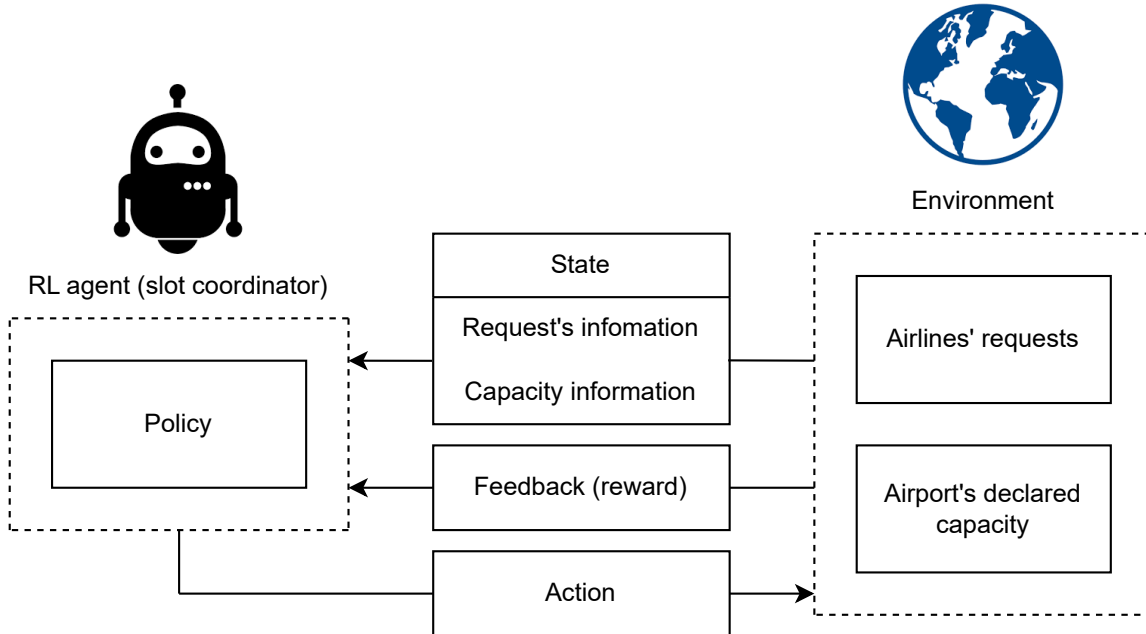 Environment
RL agent (slot coordinator)
State
Request's infomation
Capacity information
Airlines' requests
Policy
Feedback (reward)
Airport's declared
capacity
Action